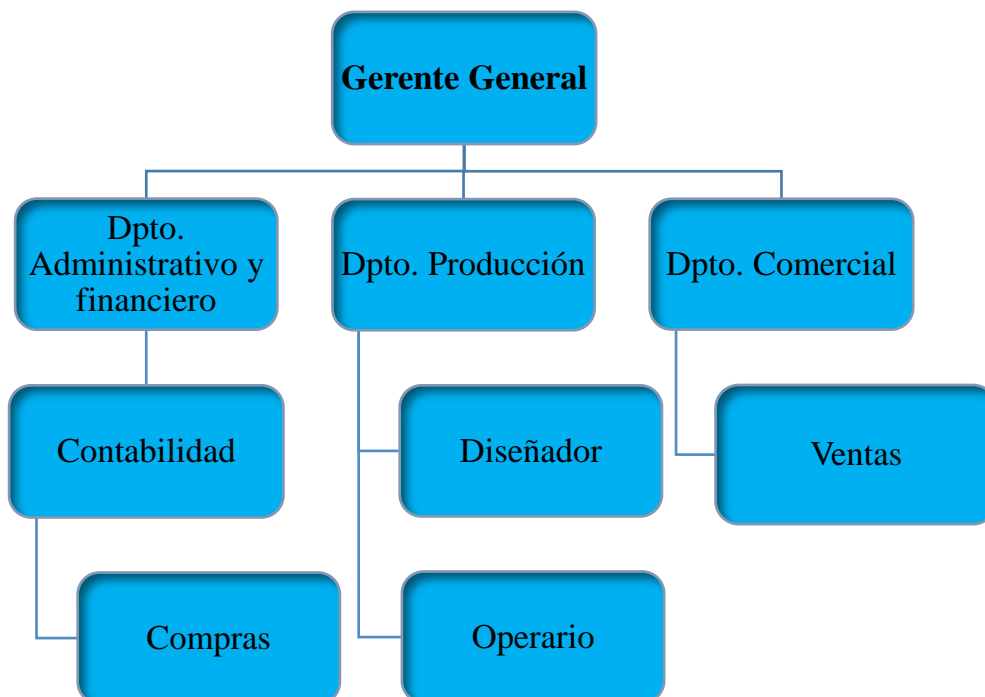 Gerente General
Dpto.
Administrativo y
financiero
Dpto. Producción
Dpto. Comercial
Contabilidad
Diseñador
Ventas
Compras
Operario